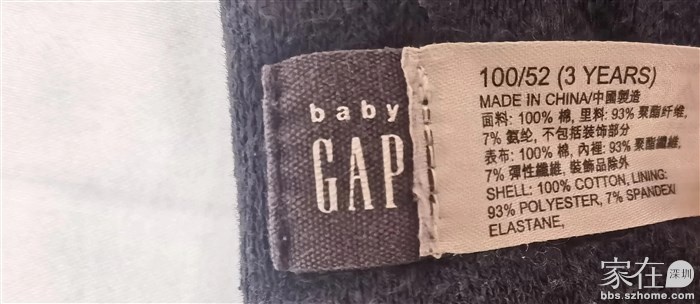 baby
GAP
100/52 (3 YEARS)
MADE IN CHINA/中國製造
面料: 100% 棉, 里料: 93% 聚酯纤维,
7% 氨纶, 不包括装饰部分
表布: 100% 棉, 內裡: 93% 聚酯纖維,
7% 彈性纖維, 裝飾品除外
SHELL: 100% COTTON, LINING:
93% POLYESTER, 7% SPANDEX/
ELASTANE,
家在深圳
bbs.szhome.com